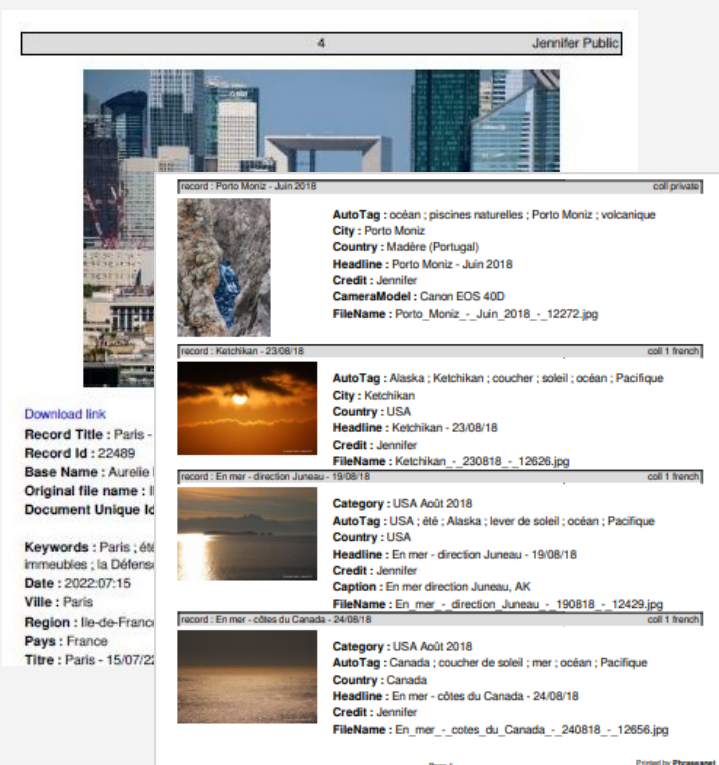 4 Jennifer Public
Download link
Record Title : Paris -
Record Id : 22489
Base Name : Aurelie
Original file name :
Document Unique Id
Keywords : Paris ; été
immeubles ; la Défense
Date : 2022:07:15
Ville : Paris
Region : Ile-de-France
Pays : France
Titre : Paris - 15/07/22
record : Porto Moniz - Juin 2018 coll private
AutoTag : océan ; piscines naturelles ; Porto Moniz ; volcanique
City : Porto Moniz
Country : Madère (Portugal)
Headline : Porto Moniz - Juin 2018
Credit : Jennifer
CameraModel : Canon EOS 40D
FileName : Porto_Moniz_-_Juin_2018_-_12272.jpg
record : Ketchikan - 23/08/18 coll 1 french
AutoTag : Alaska ; Ketchikan ; coucher ; soleil ; océan ; Pacifique
City : Ketchikan
Country : USA
Headline : Ketchikan - 23/08/18
Credit : Jennifer
FileName : Ketchikan_-_230818_-_12626.jpg
record : En mer - direction Juneau - 19/08/18 coll 1 french
Category : USA Août 2018
AutoTag : USA ; été ; Alaska ; lever de soleil ; océan ; Pacifique
Country : USA
Headline : En mer - direction Juneau - 19/08/18
Credit : Jennifer
Caption : En mer direction Juneau, AK
FileName : En_mer_-_direction_Juneau_-_190818_-_12429.jpg
record : En mer - côtes du Canada - 24/08/18 coll 1 french
Category : USA Août 2018
AutoTag : Canada ; coucher de soleil ; mer ; océan ; Pacifique
Country : Canada
Headline : En mer - côtes du Canada - 24/08/18
Credit : Jennifer
FileName : En_mer_-_cotes_du_Canada_-_240818_-_12656.jpg
Printed by Phraseanet